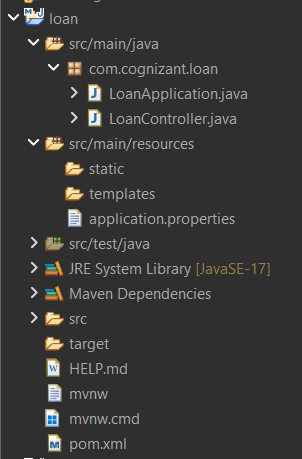 loan
src/main/java
com.cognizant.loan
LoanApplication.java
LoanController.java
src/main/resources
static
templates
application.properties
src/test/java
JRE System Library [JavaSE-17]
Maven Dependencies
src
target
HELP.md
mvnw
mvnw.cmd
pom.xml